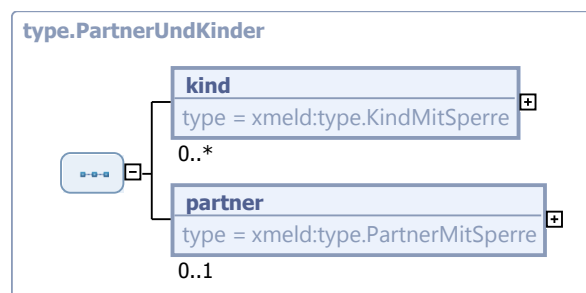 type.PartnerUndKinder
kind
type = xmeld:type.KindMitSperre
0..*
partner
type = xmeld:type.PartnerMitSperre
0..1